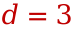 d = 3